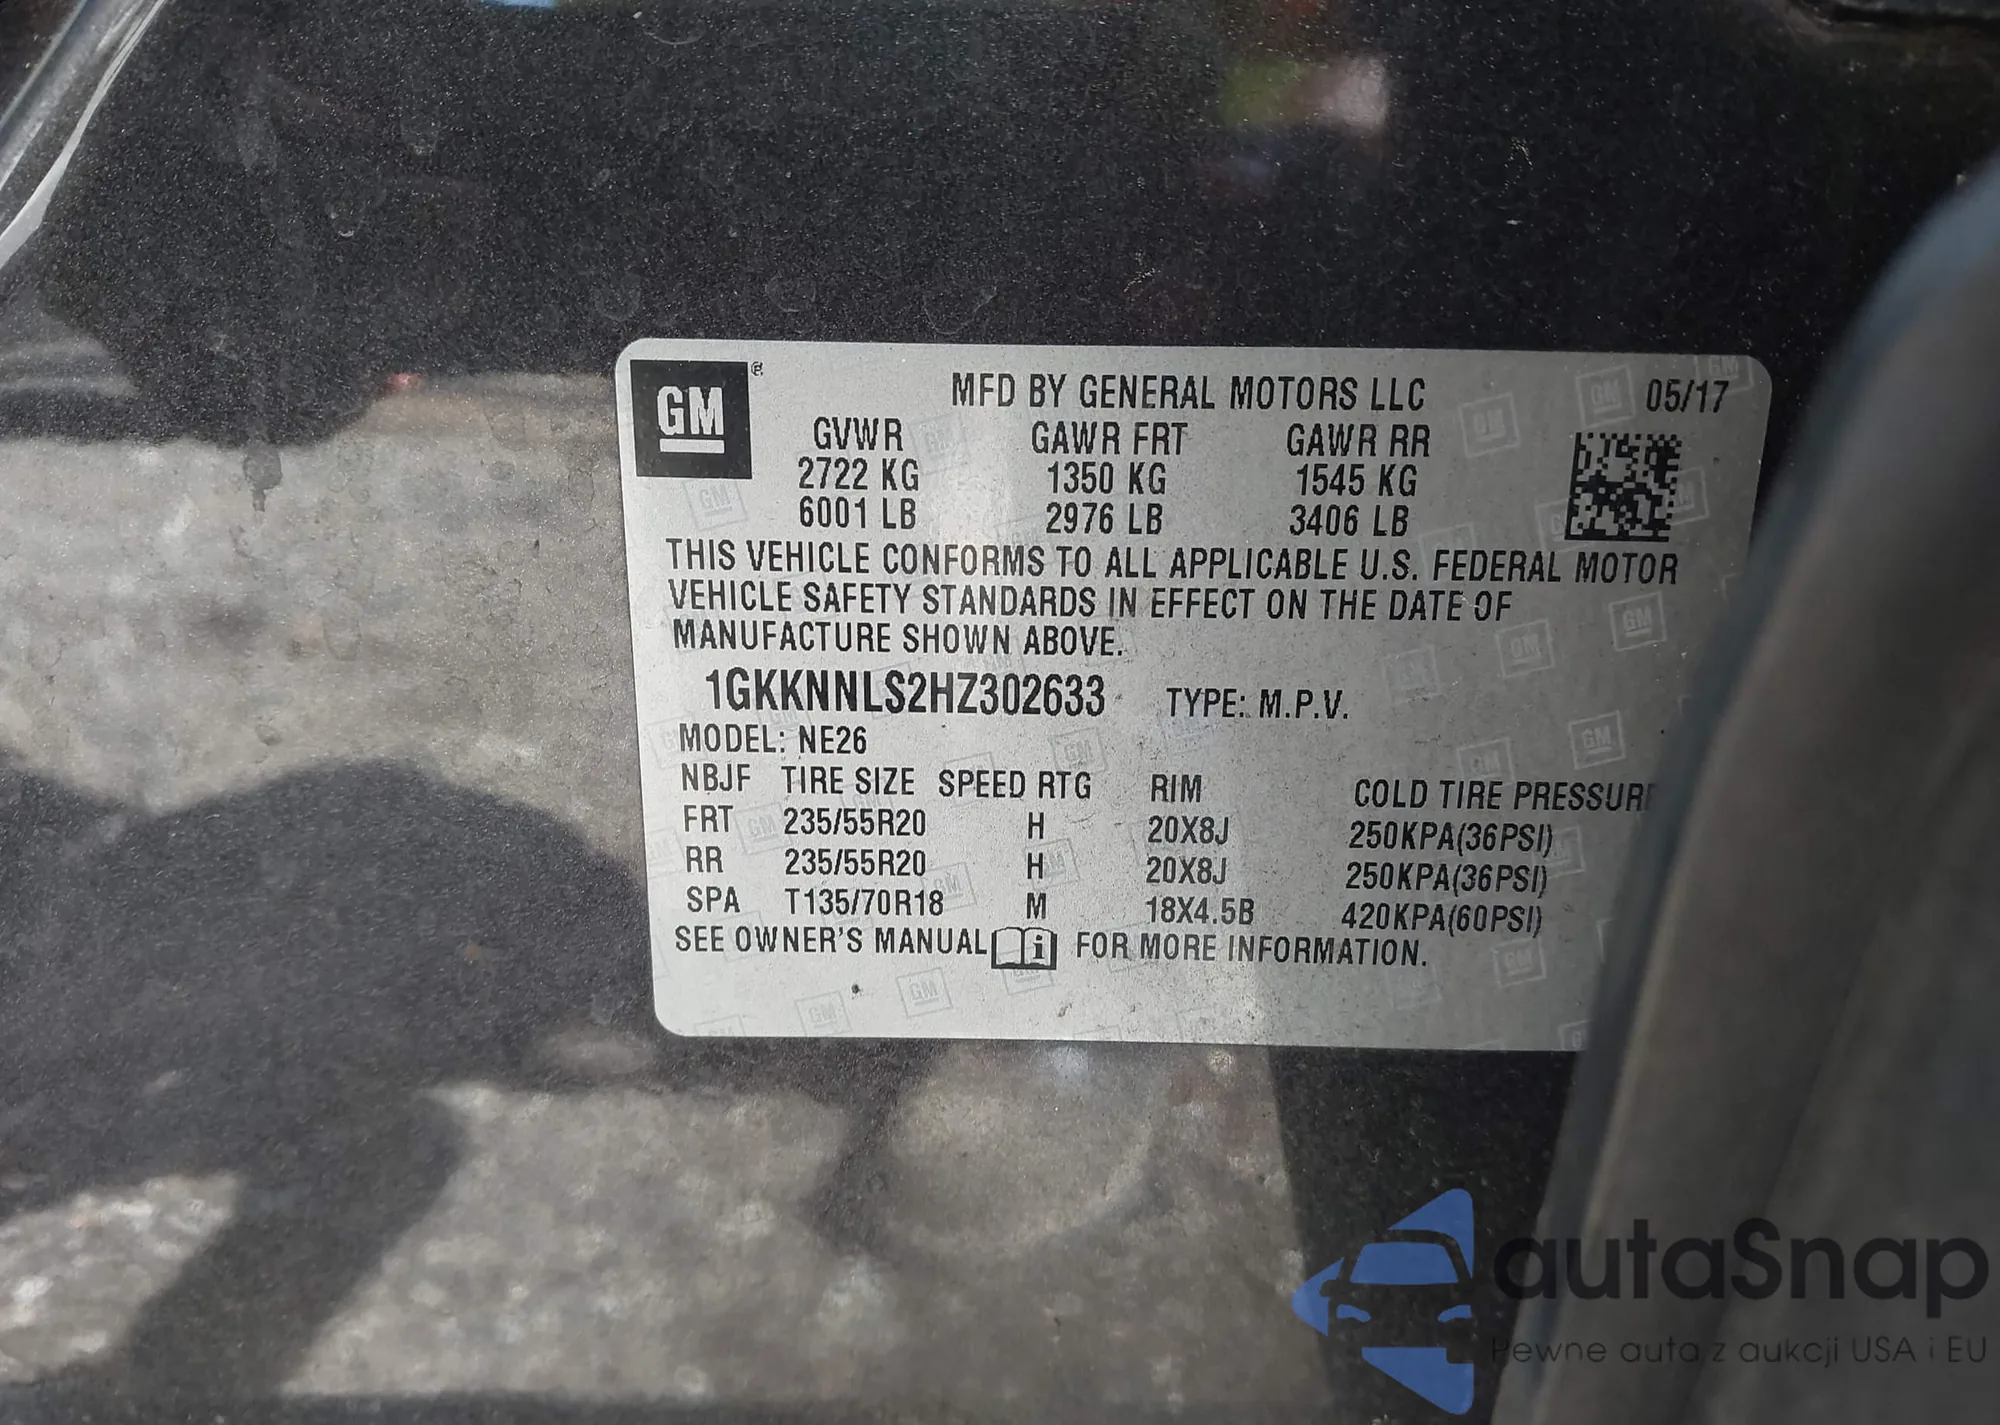 GM®
MFD BY GENERAL MOTORS LLC 05/17
GVWR GAWR FRT GAWR RR
2722 KG 1350 KG 1545 KG
6001 LB 2976 LB 3406 LB
THIS VEHICLE CONFORMS TO ALL APPLICABLE U.S. FEDERAL MOTOR
VEHICLE SAFETY STANDARDS IN EFFECT ON THE DATE OF
MANUFACTURE SHOWN ABOVE.
1GKKNNLS2HZ302633 TYPE: M.P.V.
MODEL: NE26
NBJF TIRE SIZE SPEED RTG RIM COLD TIRE PRESSUR
FRT 235/55R20 H 20X8J 250KPA(36PSI)
RR 235/55R20 H 20X8J 250KPA(36PSI)
SPA T135/70R18 M 18X4.5B 420KPA(60PSI)
SEE OWNER'S MANUAL i FOR MORE INFORMATION.
autaSnap
Pewne auta z aukcji USA i EU